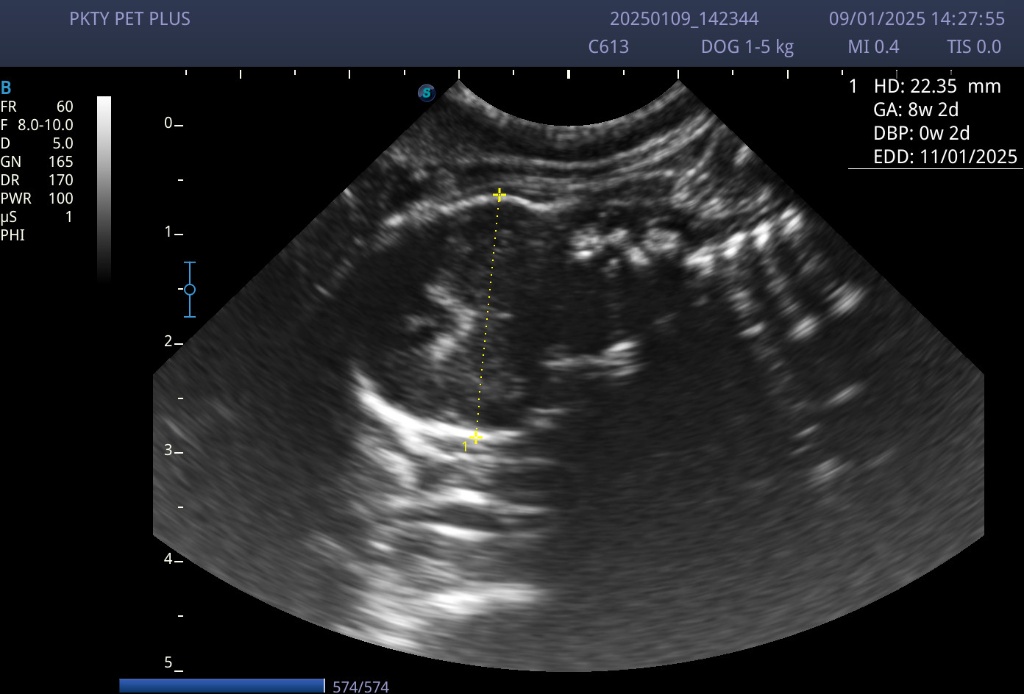 PKTY PET PLUS
20250109_142344
09/01/2025 14:27:55
C613
DOG 1-5 kg
MI 0.4
TIS 0.0
B
FR 60
F 8.0-10.0
D 5.0
GN 165
DR 170
PWR 100
µS 1
PHI
1 HD: 22.35 mm
GA: 8w 2d
DBP: 0w 2d
EDD: 11/01/2025
S
0
1
2
3
4
5
1
574/574